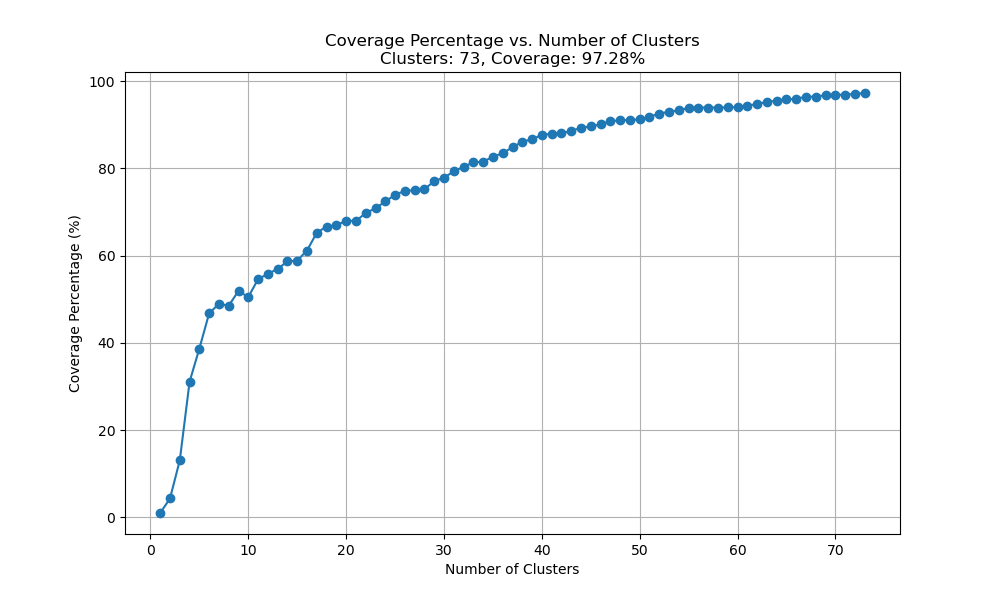 Coverage Percentage vs. Number of Clusters
Clusters: 73, Coverage: 97.28%
100
80
60
40
20
0
Coverage Percentage (%)
0 10 20 30 40 50 60 70
Number of Clusters